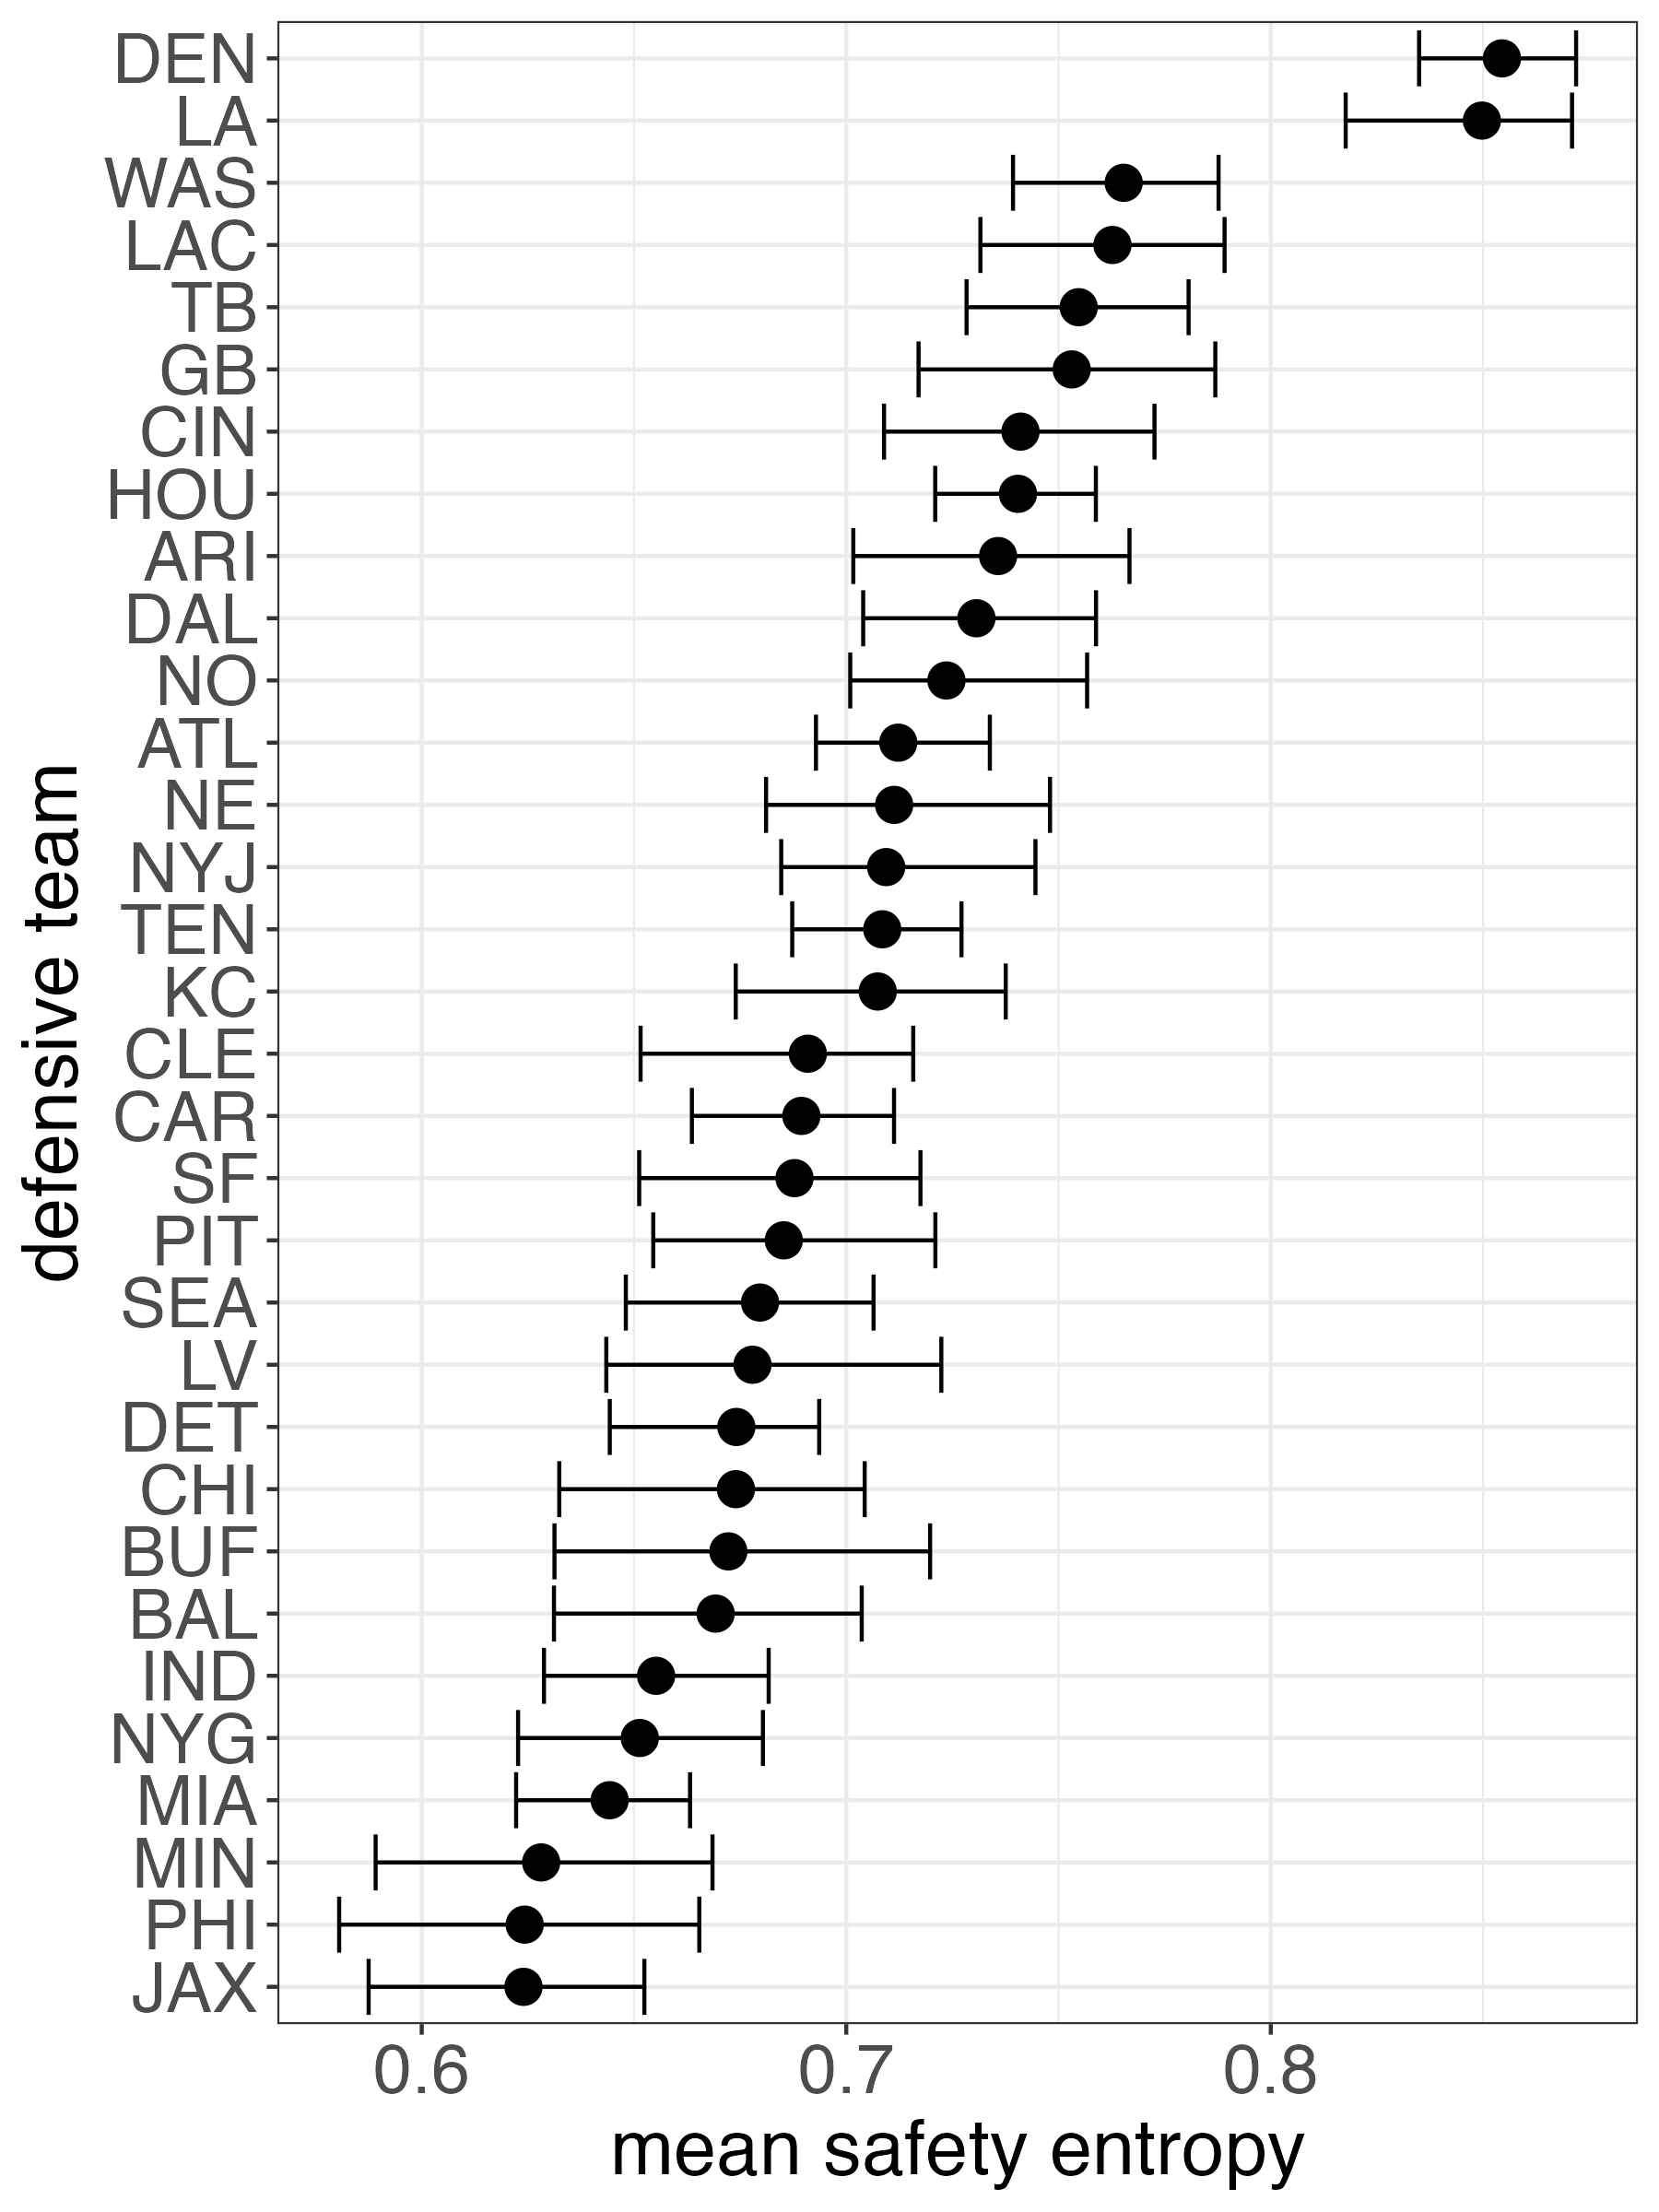 DEN
LA
WAS
LAC
TB
GB
CIN
HOU
ARI
DAL
NO
ATL
NE
NYJ
TEN
KC
CLE
CAR
SF
PIT
SEA
LV
DET
CHI
BUF
BAL
IND
NYG
MIA
MIN
PHI
JAX
defensive team
0.6 0.7 0.8
mean safety entropy